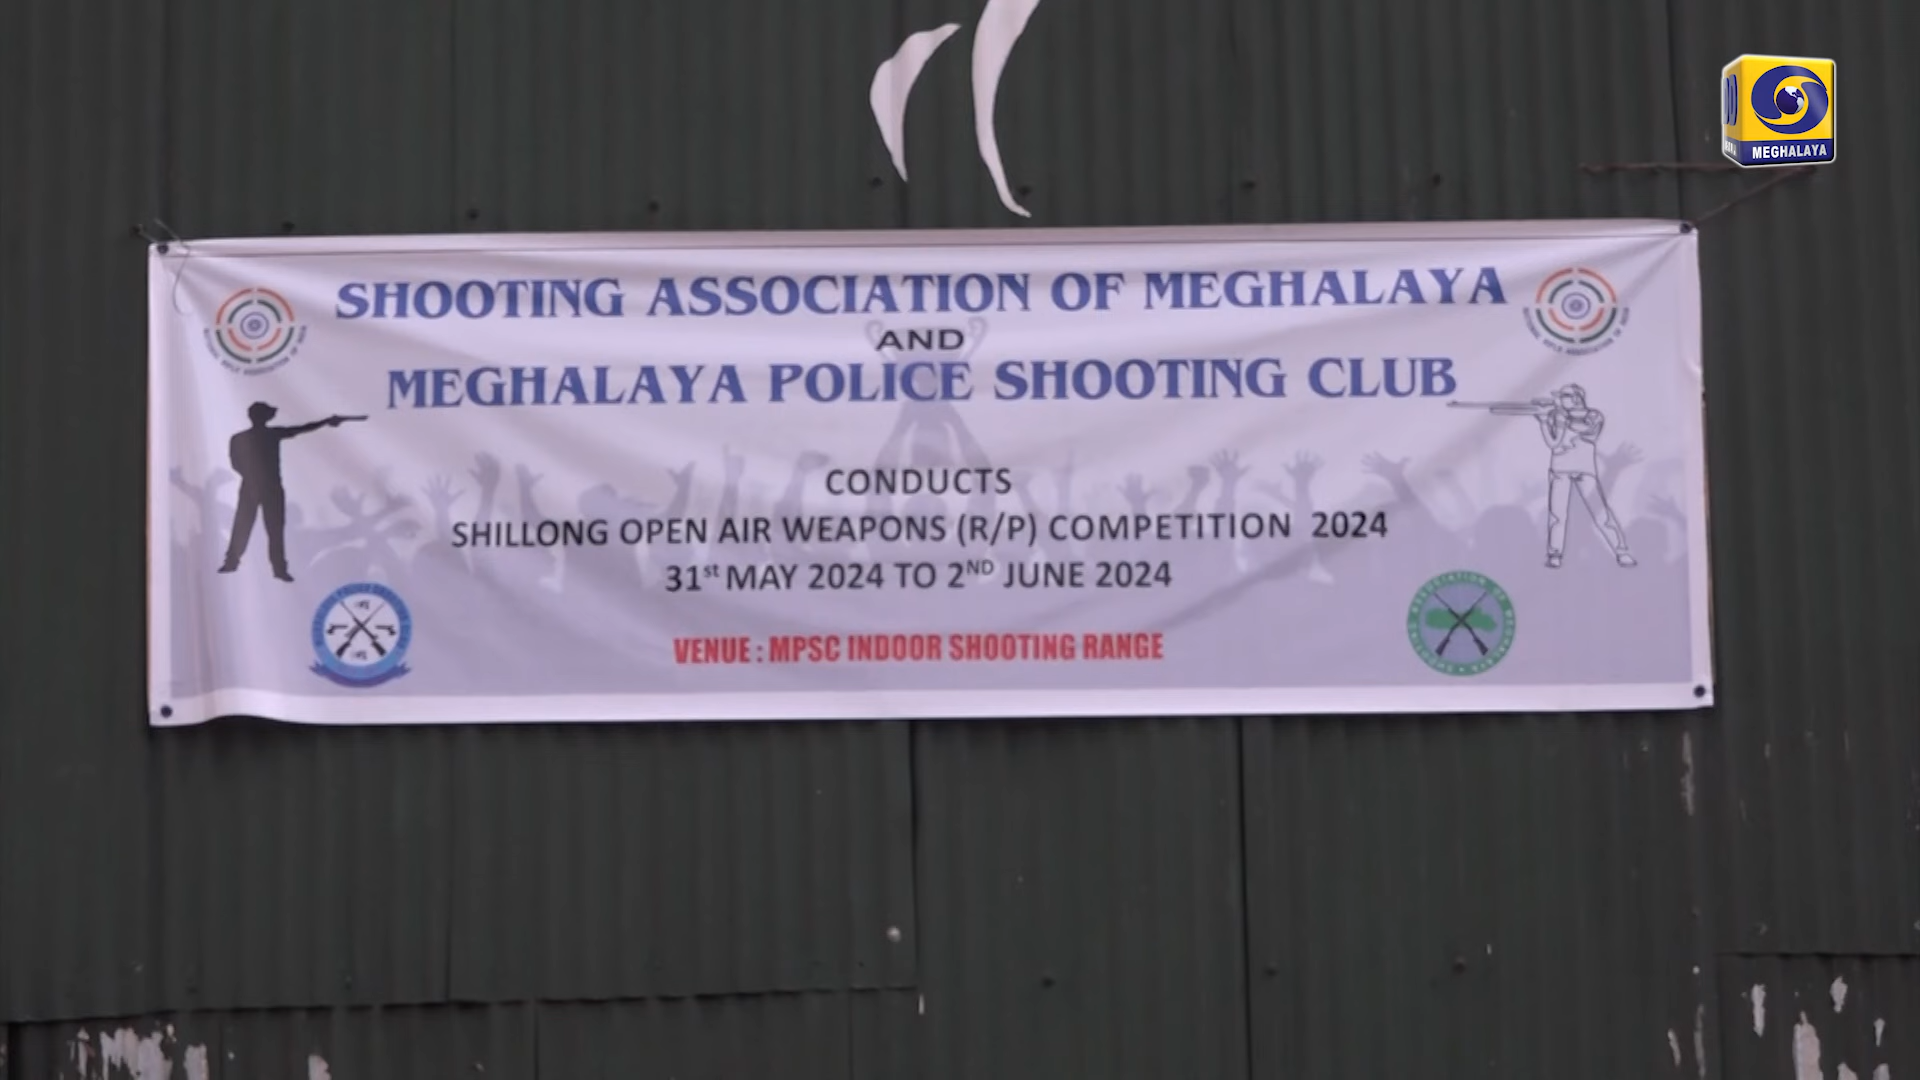 MEGHALAYA
SHOOTING ASSOCIATION OF MEGHALAYA
AND
MEGHALAYA POLICE SHOOTING CLUB
CONDUCTS
SHILLONG OPEN AIR WEAPONS (R/P) COMPETITION 2024
31st MAY 2024 TO 2ND JUNE 2024
VENUE : MPSC INDOOR SHOOTING RANGE